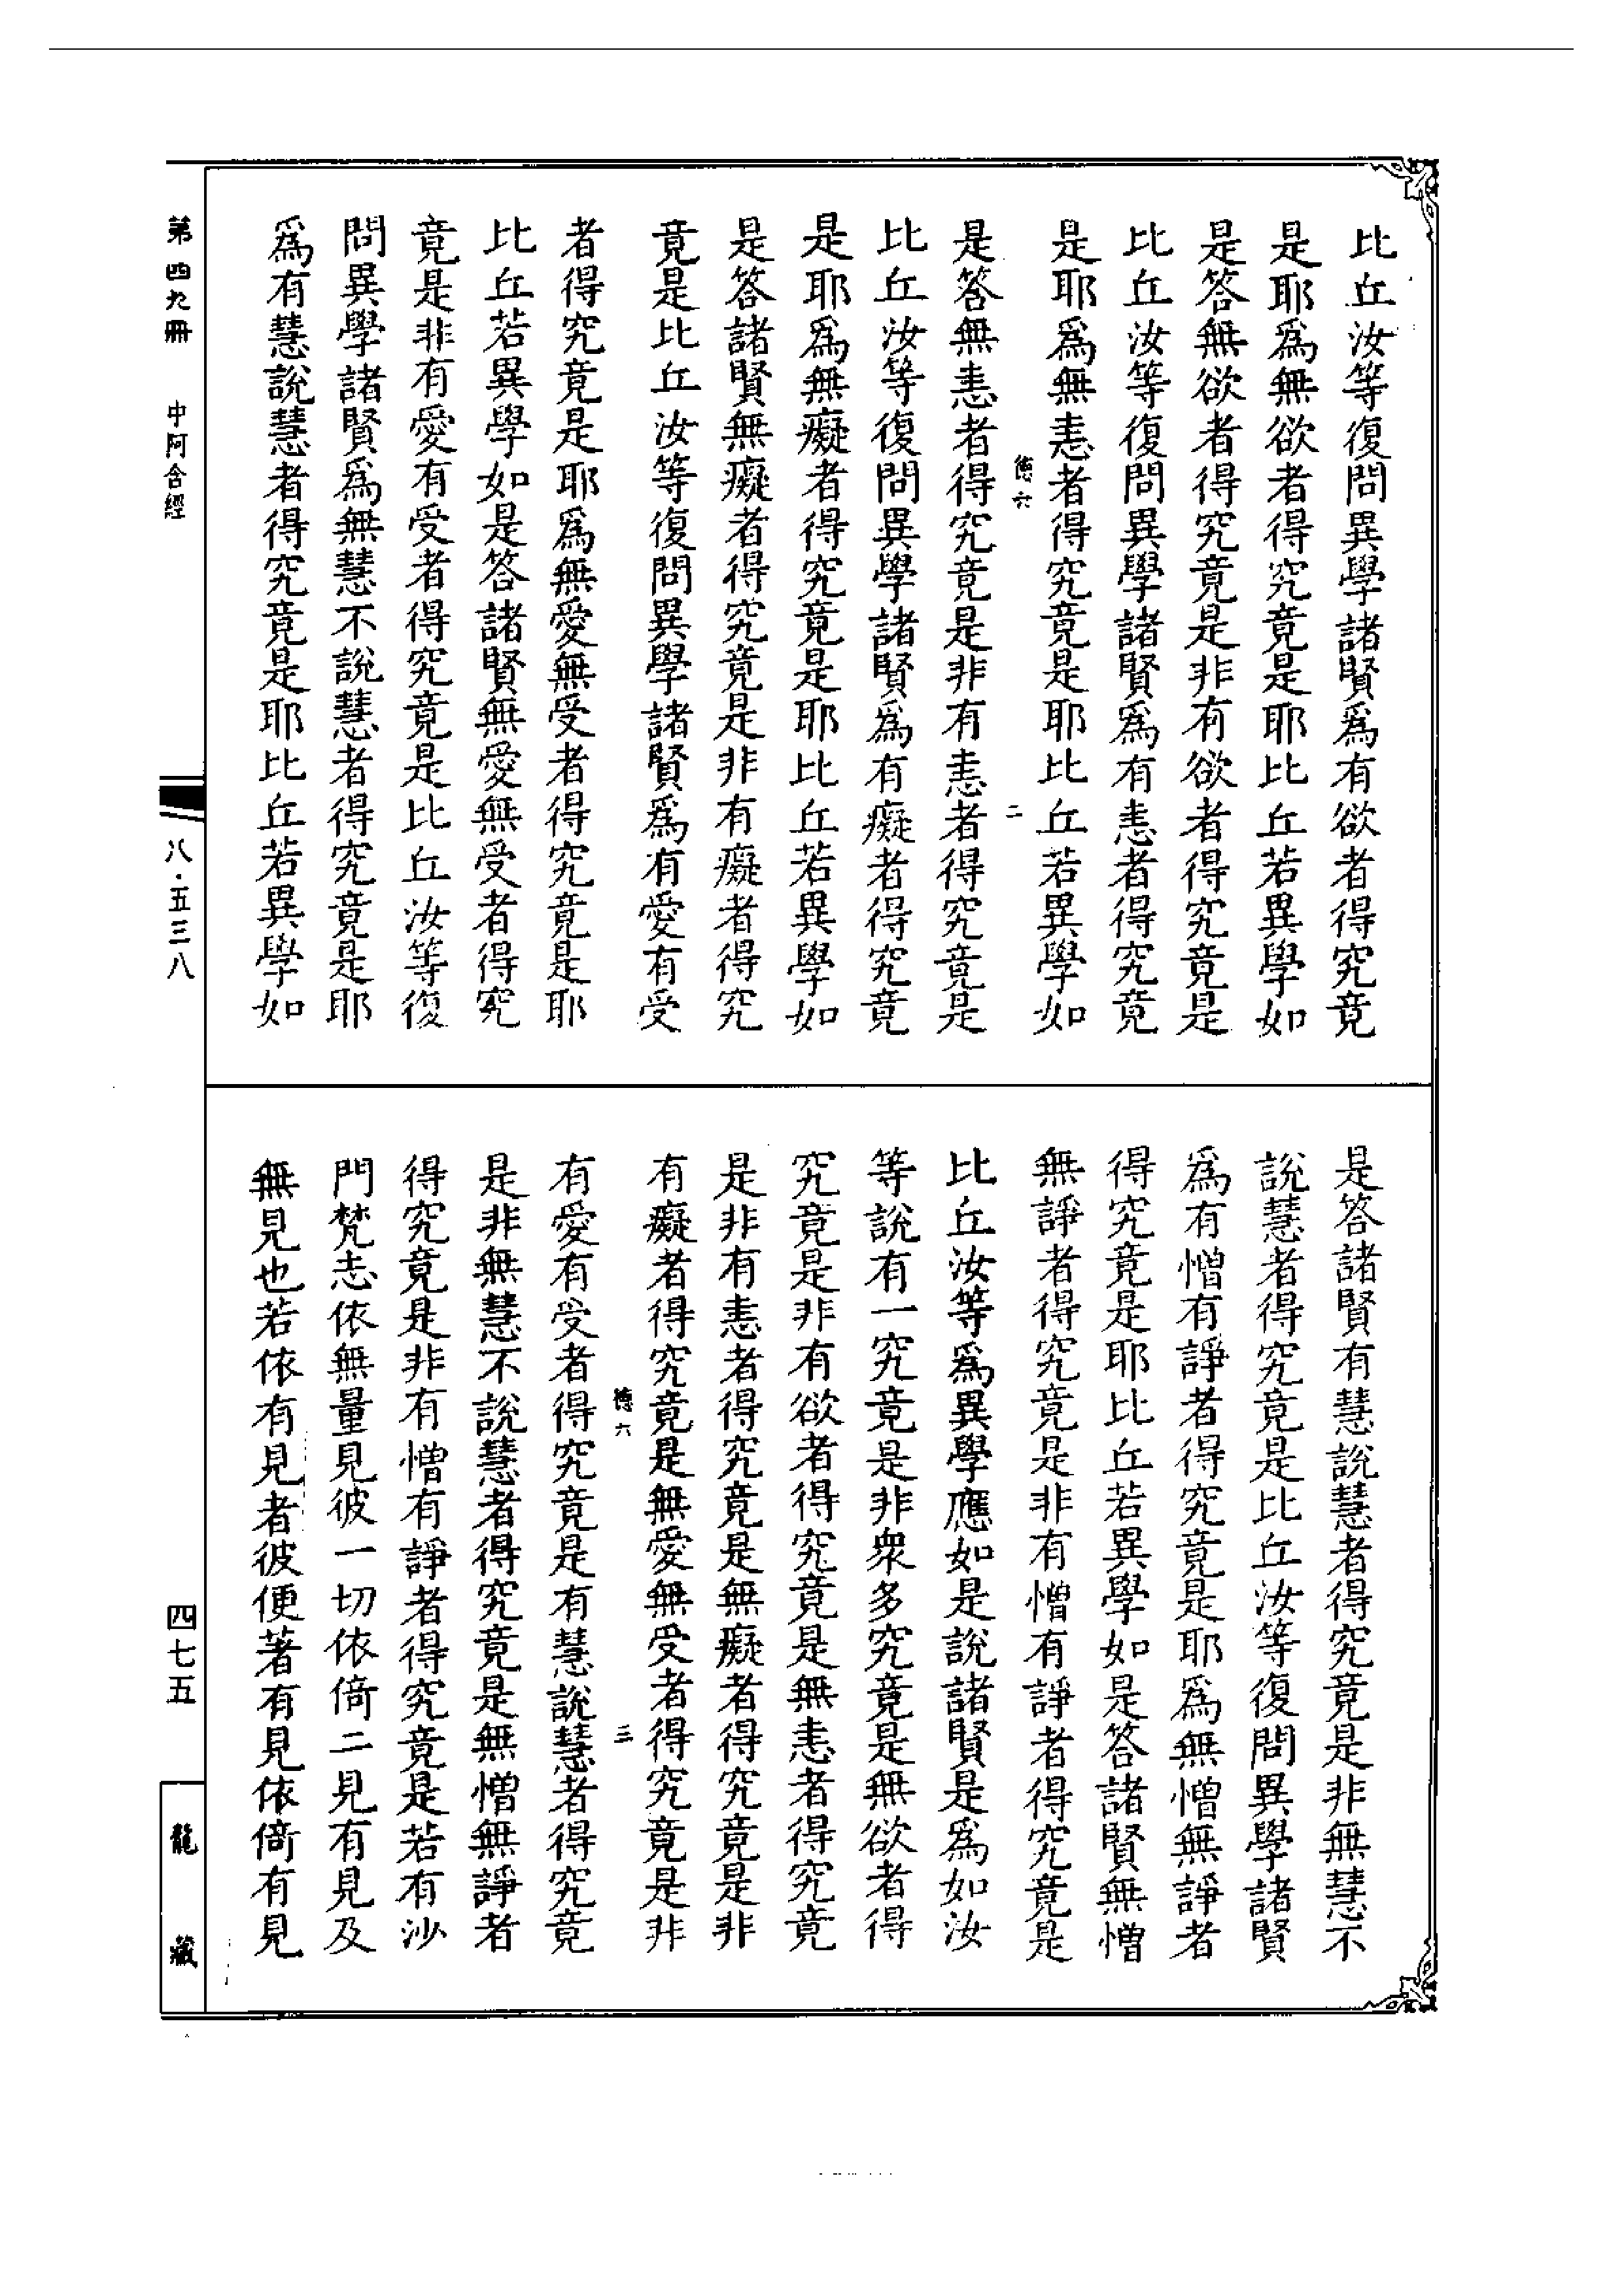 比丘汝等復問異學諸賢爲有欲者得究竟
是耶爲無欲者得究竟是耶比丘若異學如
是答無欲者得究竟是非有欲者得究竟是
比丘汝等復問異學諸賢爲有恚者得究竟
是耶爲無恚者得究竟是耶比丘若異學如
德六 二
是答無恚者得究竟是非有恚者得究竟是
比丘汝等復問異學諸賢爲有癡者得究竟
是耶爲無癡者得究竟是耶比丘若異學如
是答諸賢無癡者得究竟是非有癡者得究
竟是比丘汝等復問異學諸賢爲有愛有受
者得究竟是耶爲無愛無受者得究竟是耶
比丘若異學如是答諸賢無愛無受者得究
竟是非有愛有受者得究竟是比丘汝等復
問異學諸賢爲無慧不說慧者得究竟是耶
爲有慧說慧者得究竟是耶比丘若異學如
是答諸賢有慧說慧者得究竟是非無慧不
說慧者得究竟是比丘汝等復問異學諸賢
爲有憎有諍者得究竟是耶爲無憎無諍者
得究竟是耶比丘若異學如是答諸賢無憎
無諍者得究竟是非有憎有諍者得究竟是
比丘汝等爲異學應如是說諸賢是爲如汝
等說有一究竟是非衆多究竟是無欲者得
究竟是非有欲者得究竟是無恚者得究竟
是非有恚者得究竟是無癡者得究竟是非
有癡者得究竟是無愛無受者得究竟是非
德六 三
有愛有受者得究竟是有慧說慧者得究竟
是非無慧不說慧者得究竟是無憎無諍者
得究竟是非有憎有諍者得究竟是若有沙
門梵志依無量見彼一切依倚二見有見及
無見也若依有見者彼便著有見依倚有見
第四九冊 中阿含經
八·五三八
四七五
龍藏